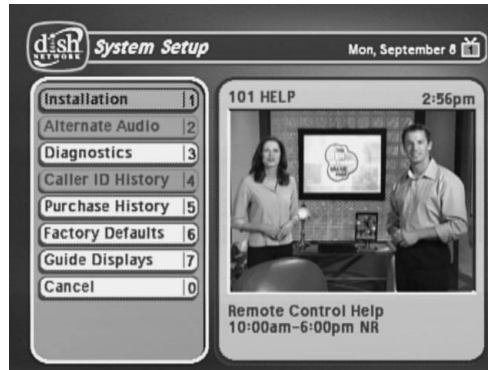 dish
NETWORK
System Setup
Mon, September 8
Installation 1
Alternate Audio 2
Diagnostics 3
Caller ID History 4
Purchase History 5
Factory Defaults 6
Guide Displays 7
Cancel 0
101 HELP 2:56pm
Remote Control Help
10:00am-6:00pm NR